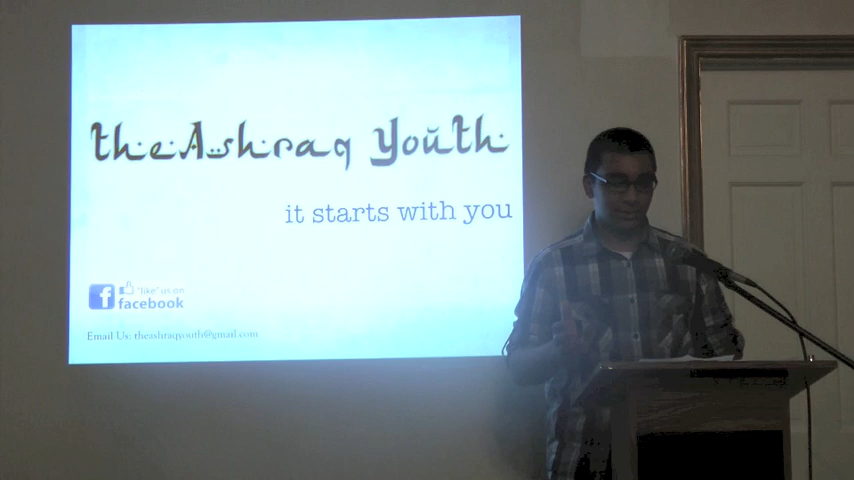 theAshraq Youth
it starts with you
"like" us on
facebook
Email Us: theashraqyouth@gmail.com